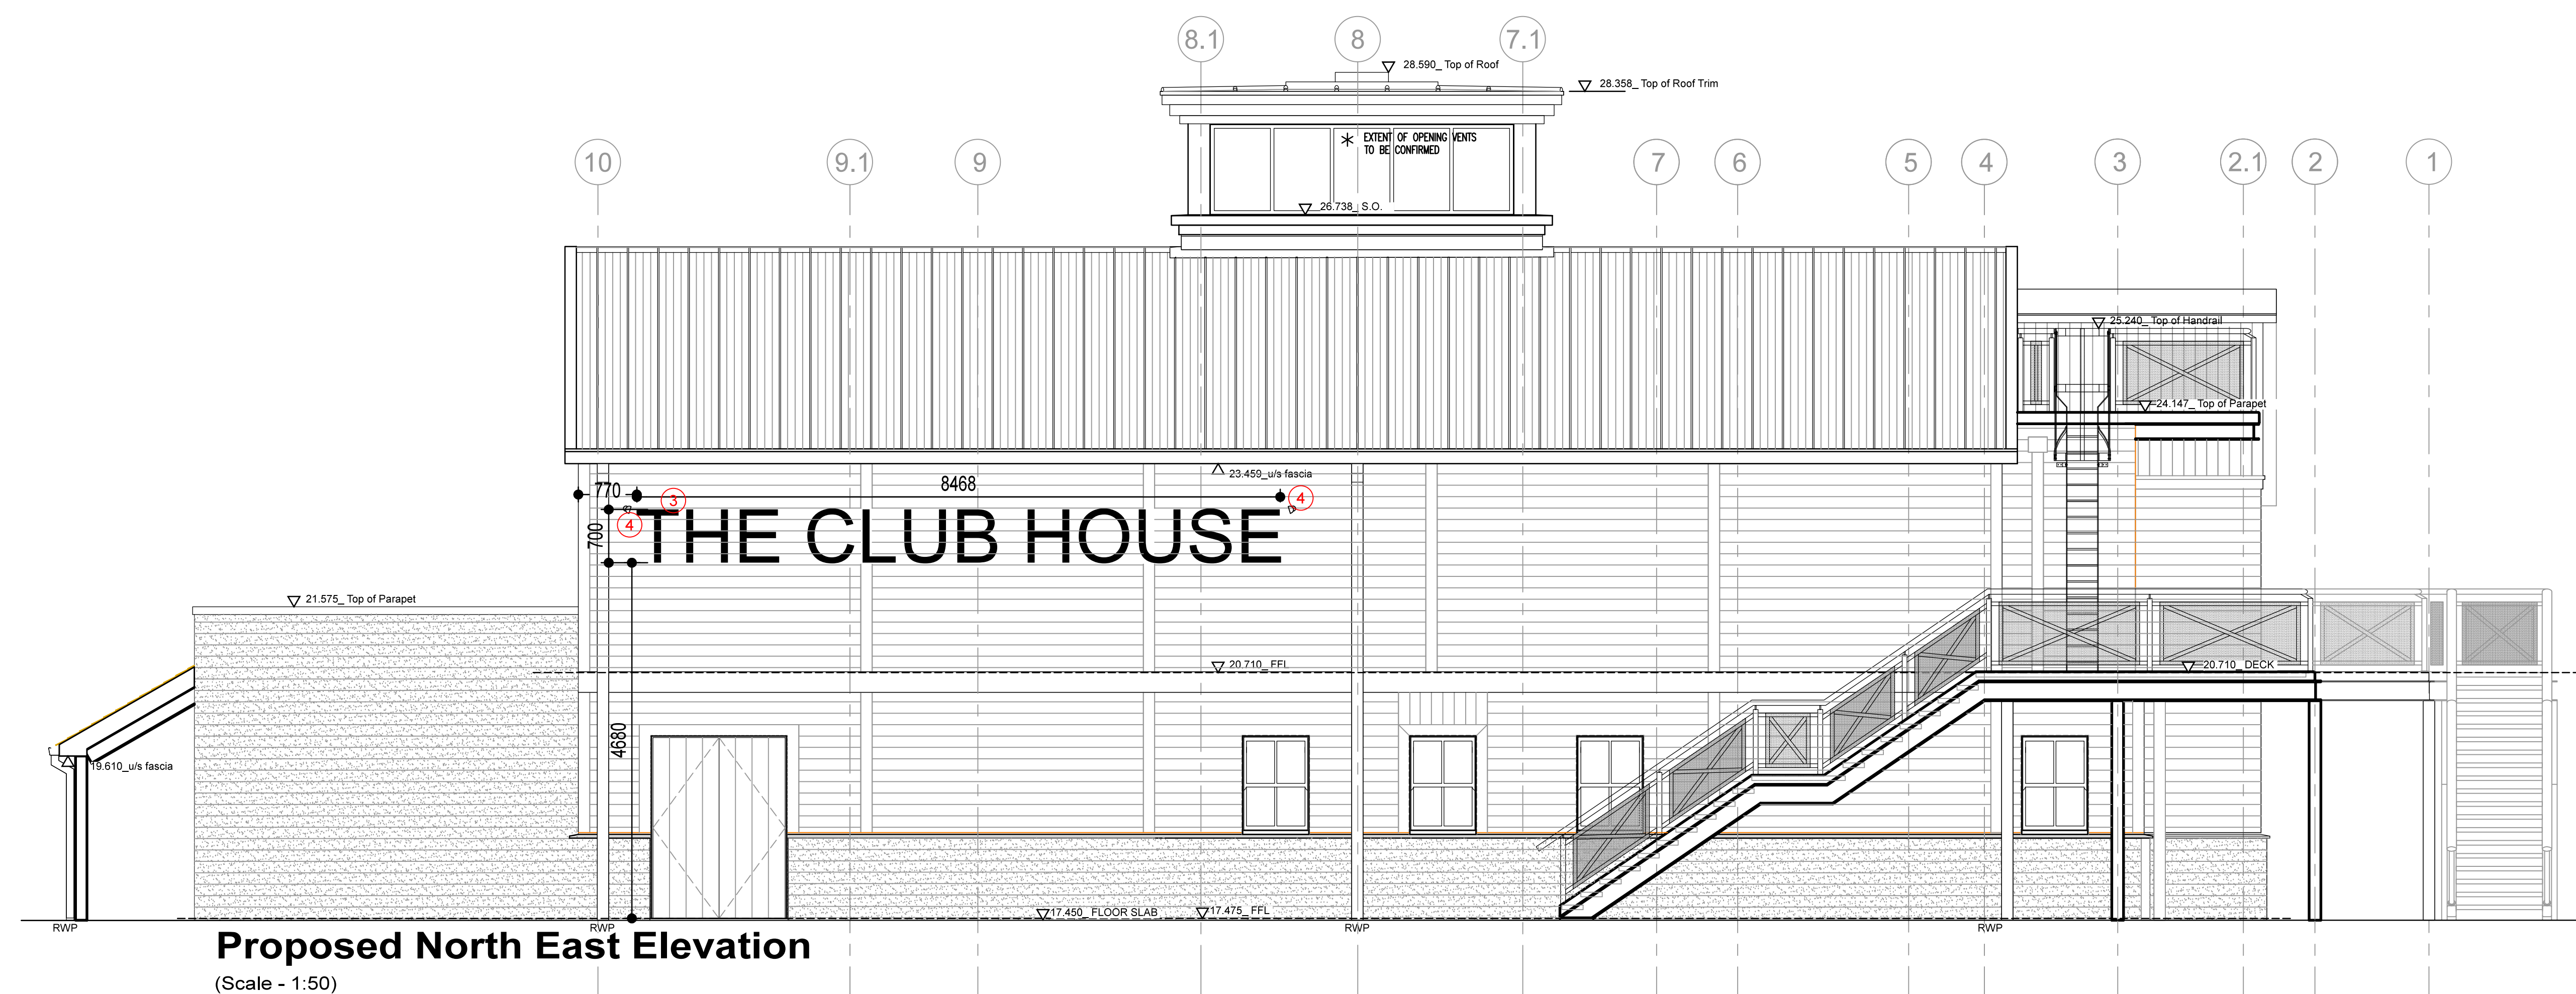 8.1
8
7.1
28.590_ Top of Roof
28.358_ Top of Roof Trim
EXTENT OF OPENING VENTS
TO BE CONFIRMED
10
9.1
9
7
6
5
4
3
2.1
2
1
26.738_ S.O.
25.240_ Top of Handrail
24.147_ Top of Parapet
23.459_u/s fascia
770
8468
3
4
4
700
THE CLUB HOUSE
21.575_ Top of Parapet
20.710_ FFL
20.710_ DECK
4680
19.610_u/s fascia
17.450_ FLOOR SLAB
17.475_ FFL
RWP
RWP
RWP
RWP
Proposed North East Elevation
(Scale - 1:50)